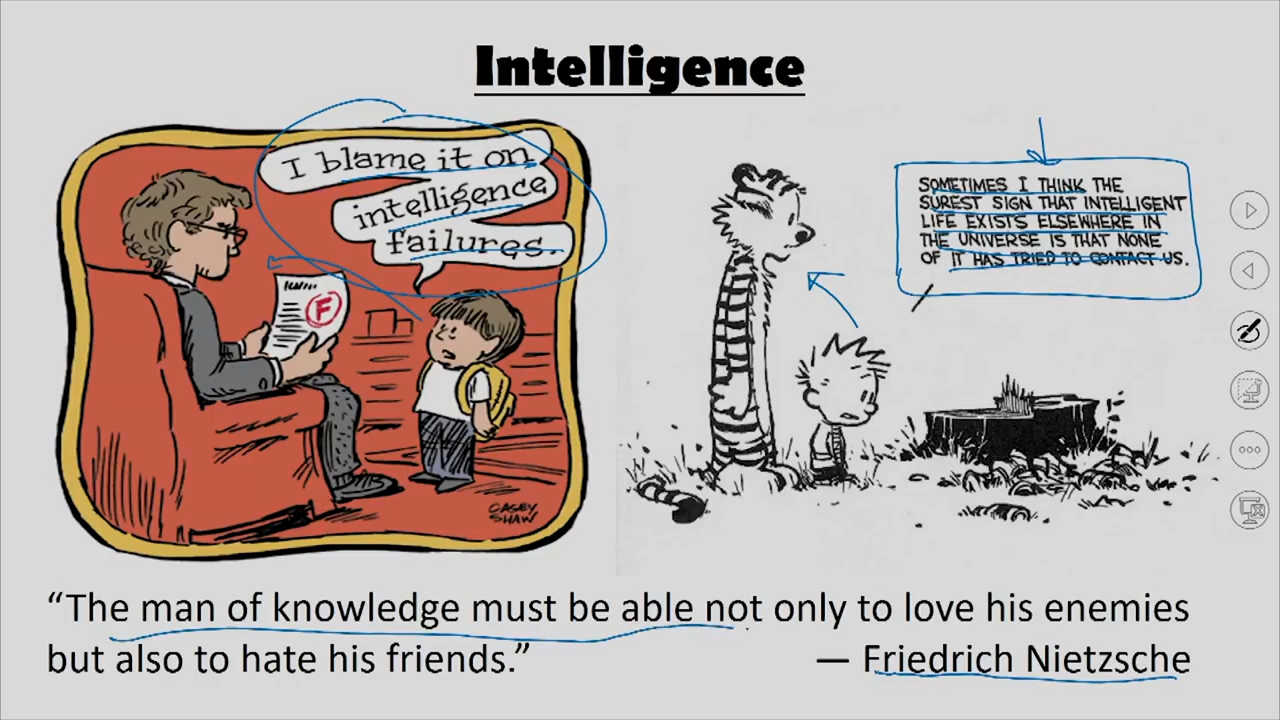 Intelligence
I blame it on
intelligence
failures.
F
CASEY
SHAW
SOMETIMES I THINK THE
SUREST SIGN THAT INTELLIGENT
LIFE EXISTS ELSEWHERE IN
THE UNIVERSE IS THAT NONE
OF IT HAS TRIED TO CONTACT US.
“The man of knowledge must be able not only to love his enemies
but also to hate his friends.” — Friedrich Nietzsche